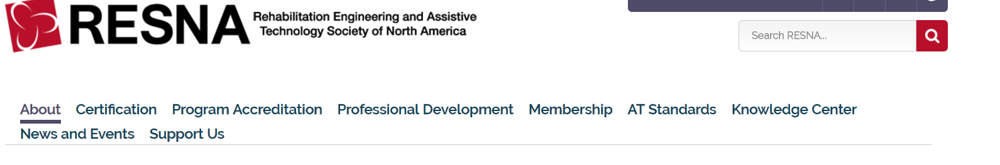 RESNA
Rehabilitation Engineering and Assistive
Technology Society of North America
Search RESNA...
About Certification Program Accreditation Professional Development Membership AT Standards Knowledge Center
News and Events Support Us